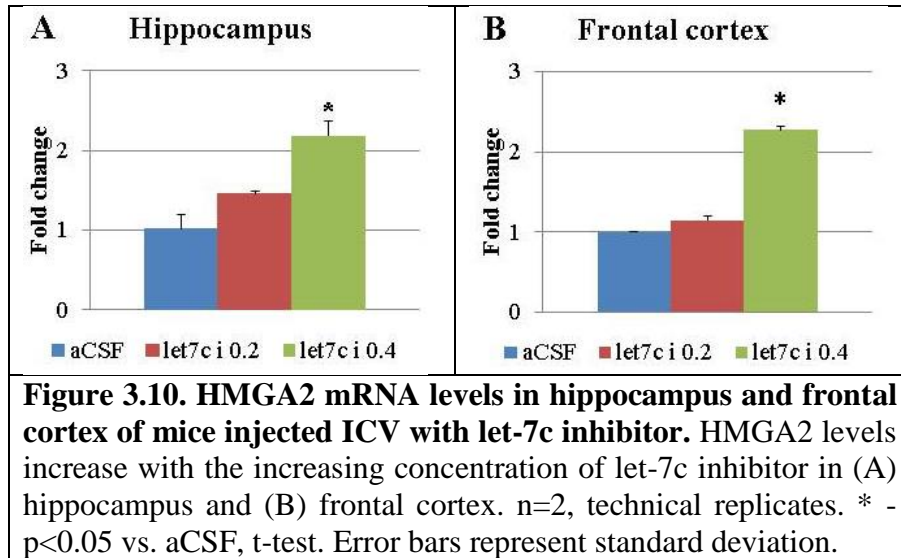 A Hippocampus
Fold change
3
2
1
0
*
aCSF let7c i 0.2 let7c i 0.4
B Frontal cortex
Fold change
3
2
1
0
*
aCSF let7c i 0.2 let7c i 0.4
Figure 3.10. HMGA2 mRNA levels in hippocampus and frontal
cortex of mice injected ICV with let-7c inhibitor. HMGA2 levels
increase with the increasing concentration of let-7c inhibitor in (A)
hippocampus and (B) frontal cortex. n=2, technical replicates. * -
p<0.05 vs. aCSF, t-test. Error bars represent standard deviation.